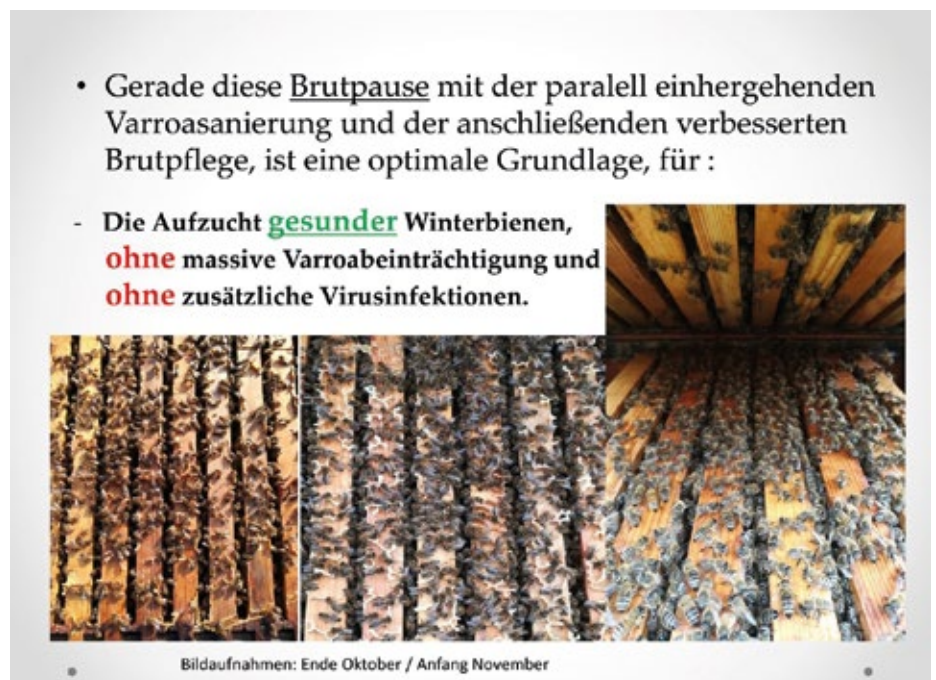 • Gerade diese Brutpause mit der paralell einhergehenden
Varroasanierung und der anschließenden verbesserten
Brutpflege, ist eine optimale Grundlage, für :
- Die Aufzucht gesunder Winterbienen,
ohne massive Varroabeinträchtigung und
ohne zusätzliche Virusinfektionen.
Bildaufnahmen: Ende Oktober / Anfang November